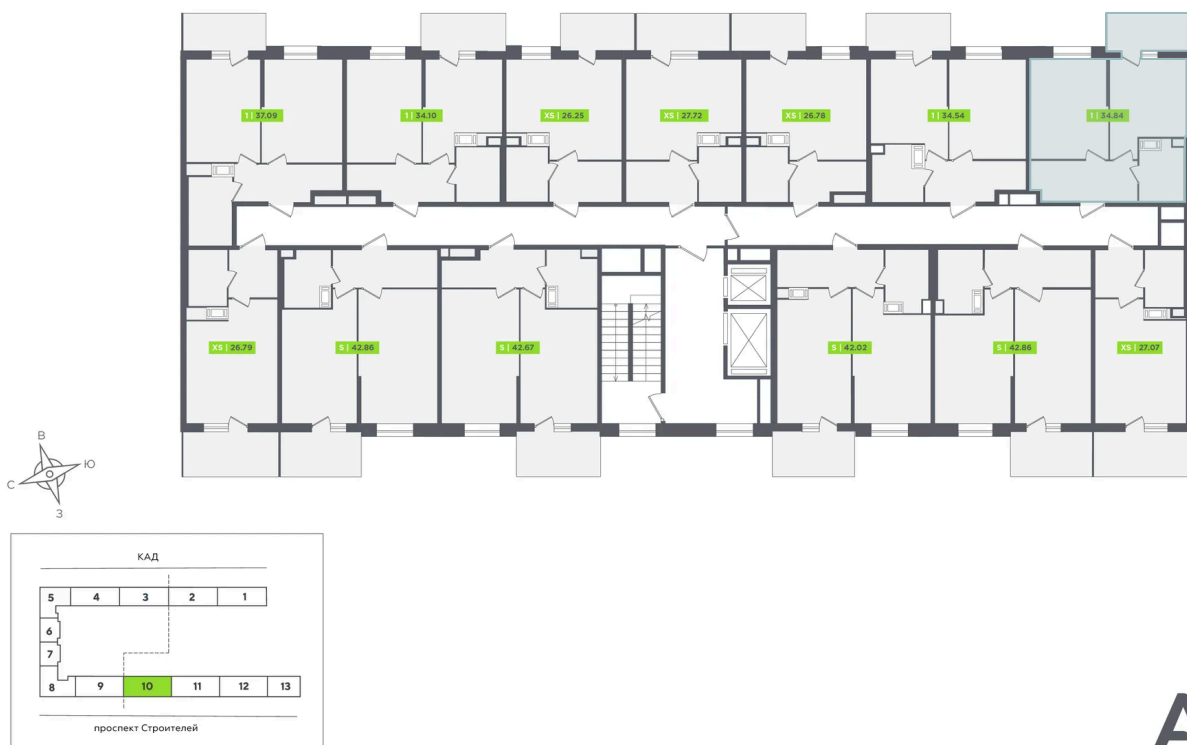 1 | 37.09
1 | 34.10
XS | 26.25
XS | 27.72
XS | 26.78
1 | 34.54
1 | 34.84
XS | 26.79
S | 42.86
S | 42.67
S | 42.02
S | 42.86
XS | 27.07
В
Ю
С
З
КАД
5 4 3 2 1
6
7
8 9 10 11 12 13
проспект Строителей